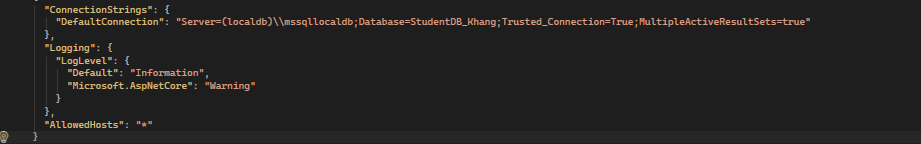 "ConnectionStrings": {
"DefaultConnection": "Server=(localdb)\\mssqllocaldb;Database=StudentDB_Khang;Trusted_Connection=True;MultipleActiveResultSets=true"
},
"Logging": {
"LogLevel": {
"Default": "Information",
"Microsoft.AspNetCore": "Warning"
}
},
"AllowedHosts": "*"
}